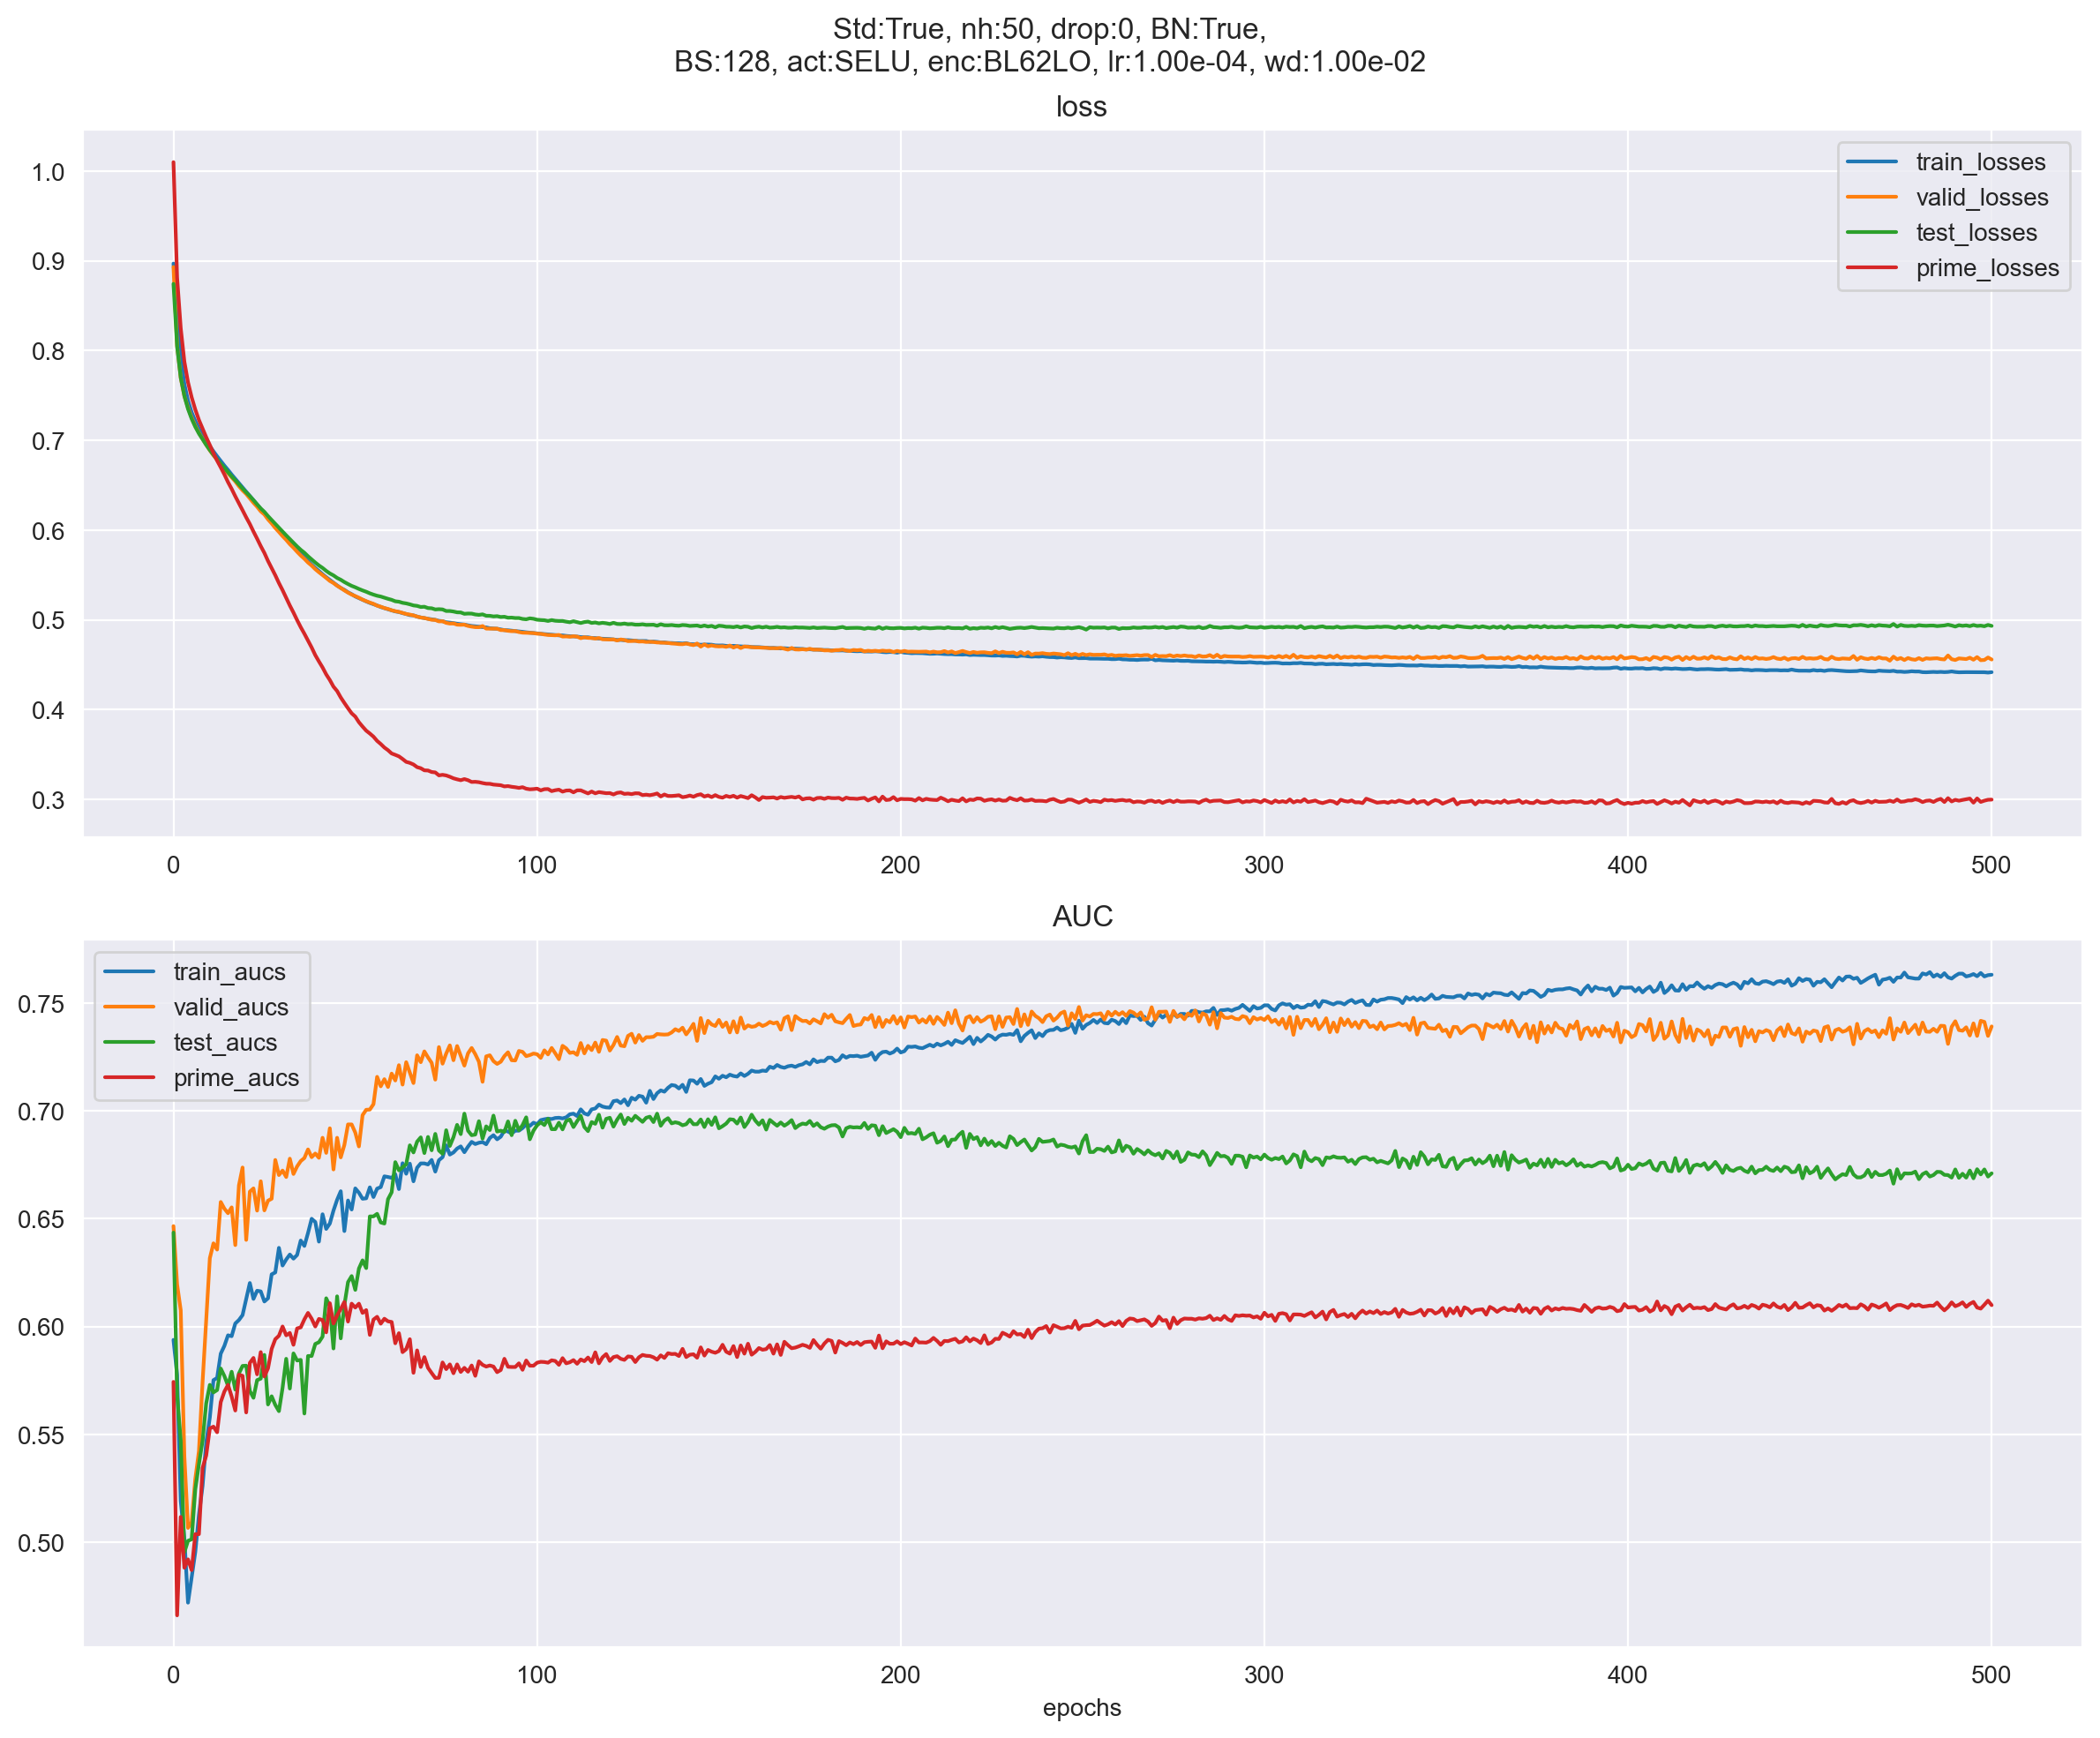 Std:True, nh:50, drop:0, BN:True,
BS:128, act:SELU, enc:BL62LO, lr:1.00e-04, wd:1.00e-02
loss
train_losses
valid_losses
test_losses
prime_losses
1.0
0.9
0.8
0.7
0.6
0.5
0.4
0.3
0 100 200 300 400 500
AUC
train_aucs
valid_aucs
test_aucs
prime_aucs
0.75
0.70
0.65
0.60
0.55
0.50
0 100 200 300 400 500
epochs